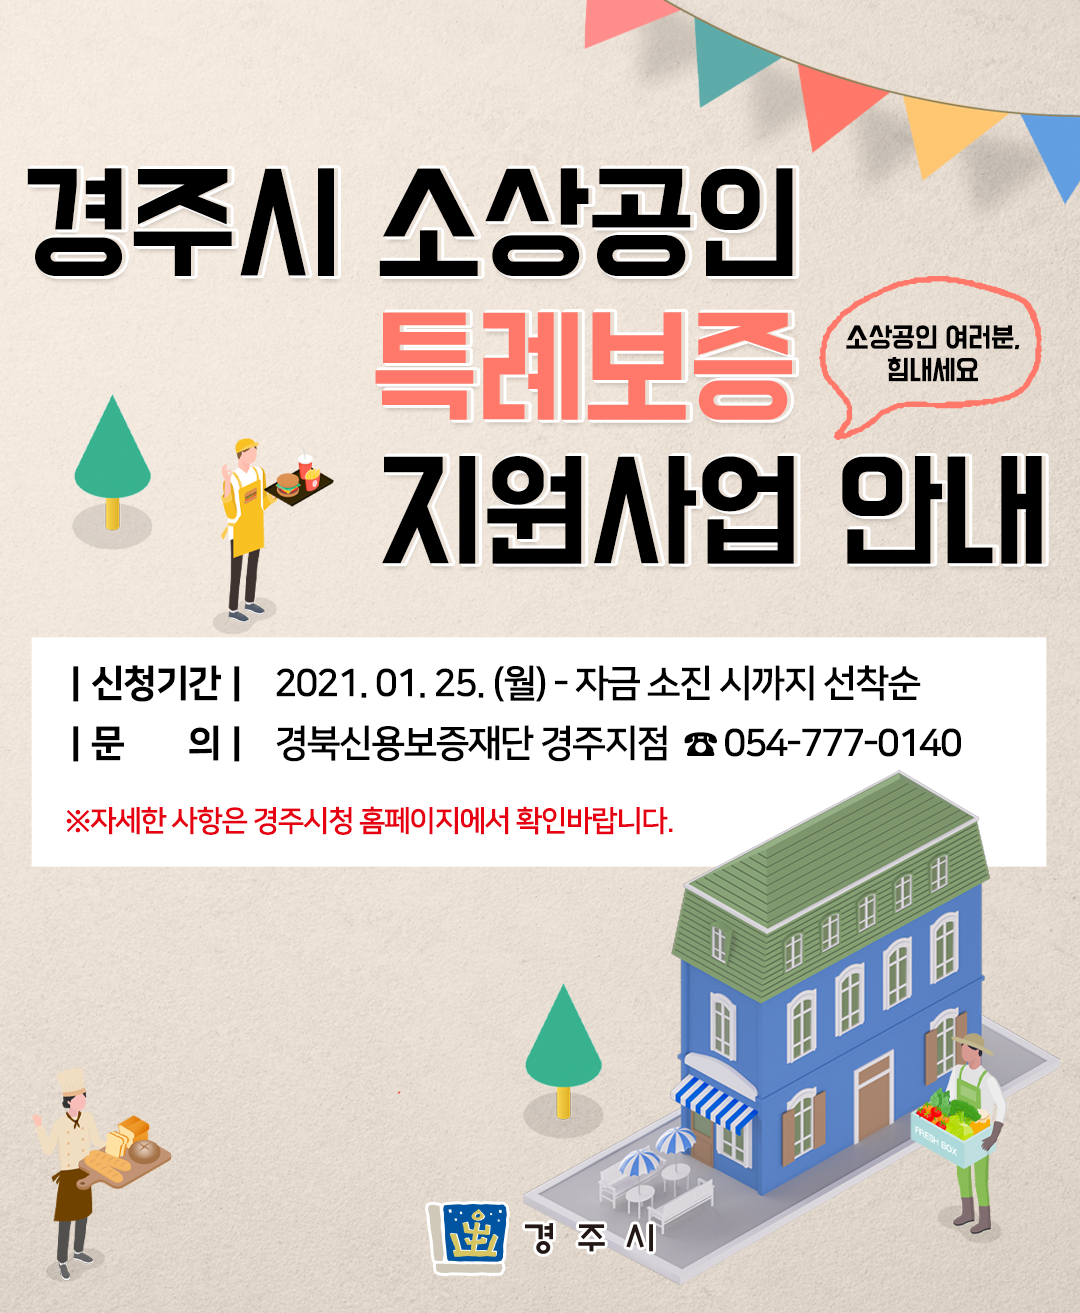 경주시 소상공인
특례보증
소상공인 여러분,
힘내세요
지원사업 안내
| 신청기간 | 2021. 01. 25. (월) - 자금 소진 시까지 선착순
| 문 의 | 경북신용보증재단 경주지점 ☎ 054-777-0140
※자세한 사항은 경주시청 홈페이지에서 확인바랍니다.
FRESH BOX
경주시